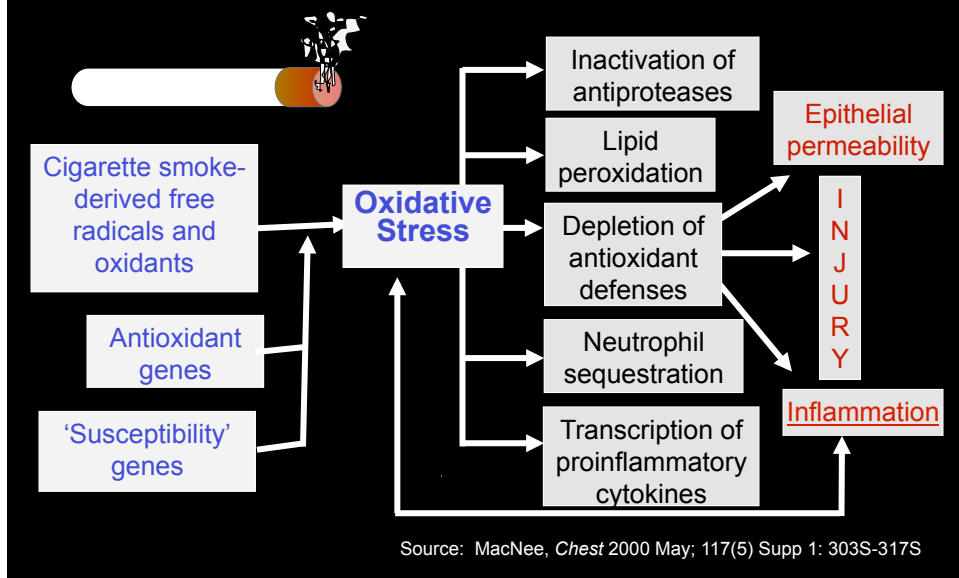 Cigarette smoke-
derived free
radicals and
oxidants
Antioxidant
genes
‘Susceptibility’
genes
Oxidative
Stress
Inactivation of
antiproteases
Lipid
peroxidation
Depletion of
antioxidant
defenses
Neutrophil
sequestration
Transcription of
proinflammatory
cytokines
Epithelial
permeability
I
N
J
U
R
Y
Inflammation
Source: MacNee, Chest 2000 May; 117(5) Supp 1: 303S-317S